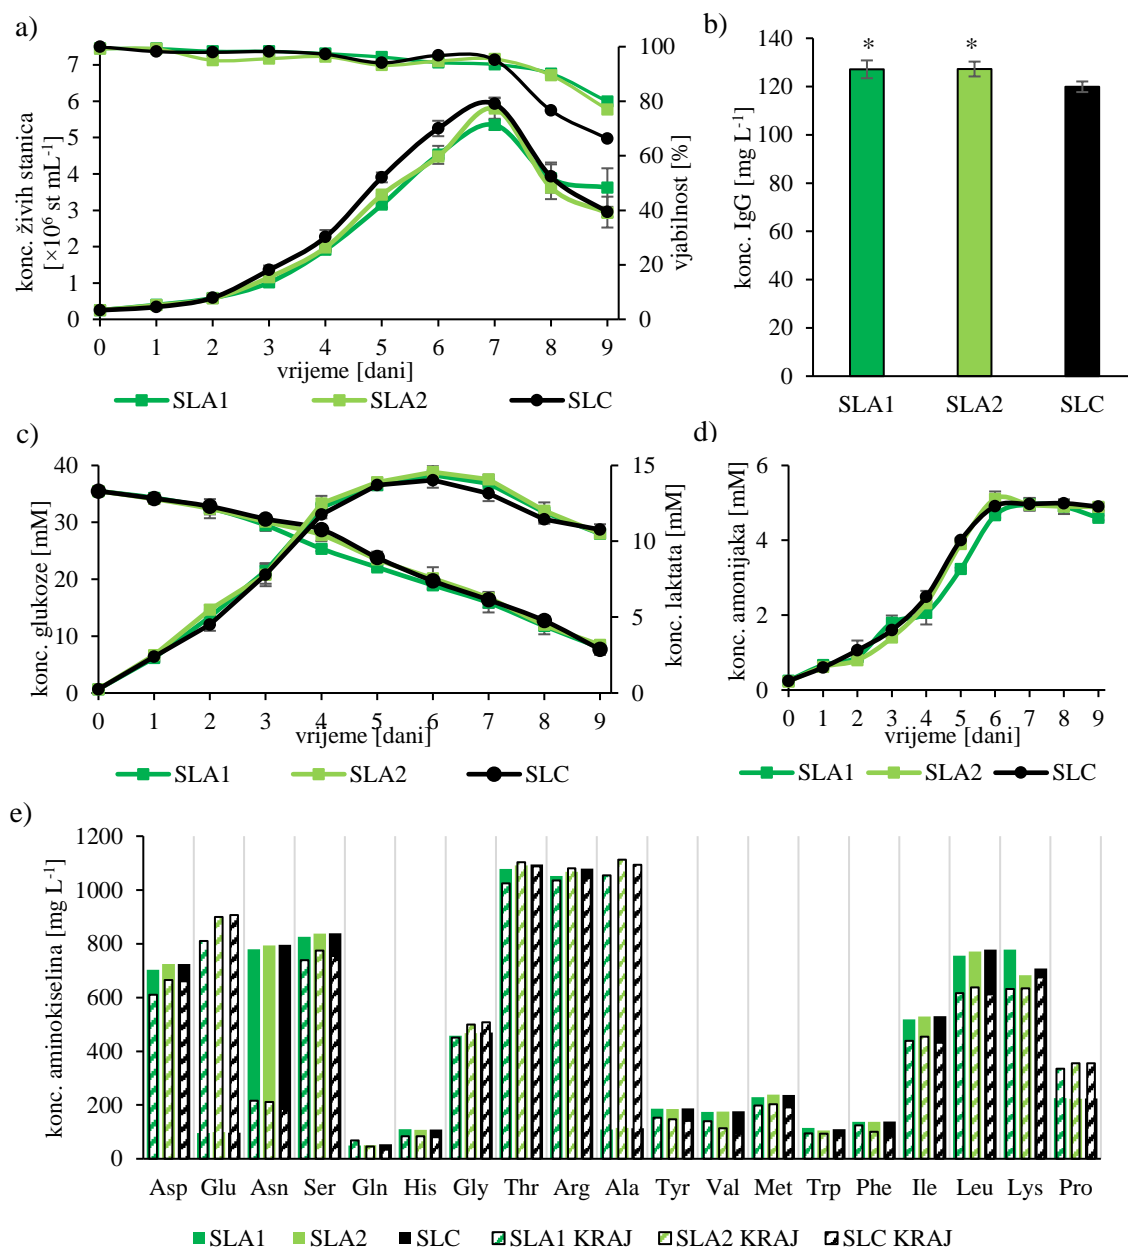 a)
konc. živih stanica
[×10⁶ st mL⁻¹]
7
6
5
4
3
2
1
0
100
80
60
40
20
0
vjabilnost [%]
0 1 2 3 4 5 6 7 8 9
vrijeme [dani]
SLA1 SLA2 SLC
b)
konc. IgG [mg L⁻¹]
140
120
100
80
60
40
20
0
* *
SLA1 SLA2 SLC
c)
konc. glukoze [mM]
40
30
20
10
0
15
10
5
0
konc. laktata [mM]
0 1 2 3 4 5 6 7 8 9
vrijeme [dani]
SLA1 SLA2 SLC
d)
konc. amonijaka [mM]
6
4
2
0
0 1 2 3 4 5 6 7 8 9
vrijeme [dani]
SLA1 SLA2 SLC
e)
konc. aminokiselina [mg L⁻¹]
1200
1000
800
600
400
200
0
Asp Glu Asn Ser Gln His Gly Thr Arg Ala Tyr Val Met Trp Phe Ile Leu Lys Pro
SLA1 SLA2 SLC SLA1 KRAJ SLA2 KRAJ SLC KRAJ